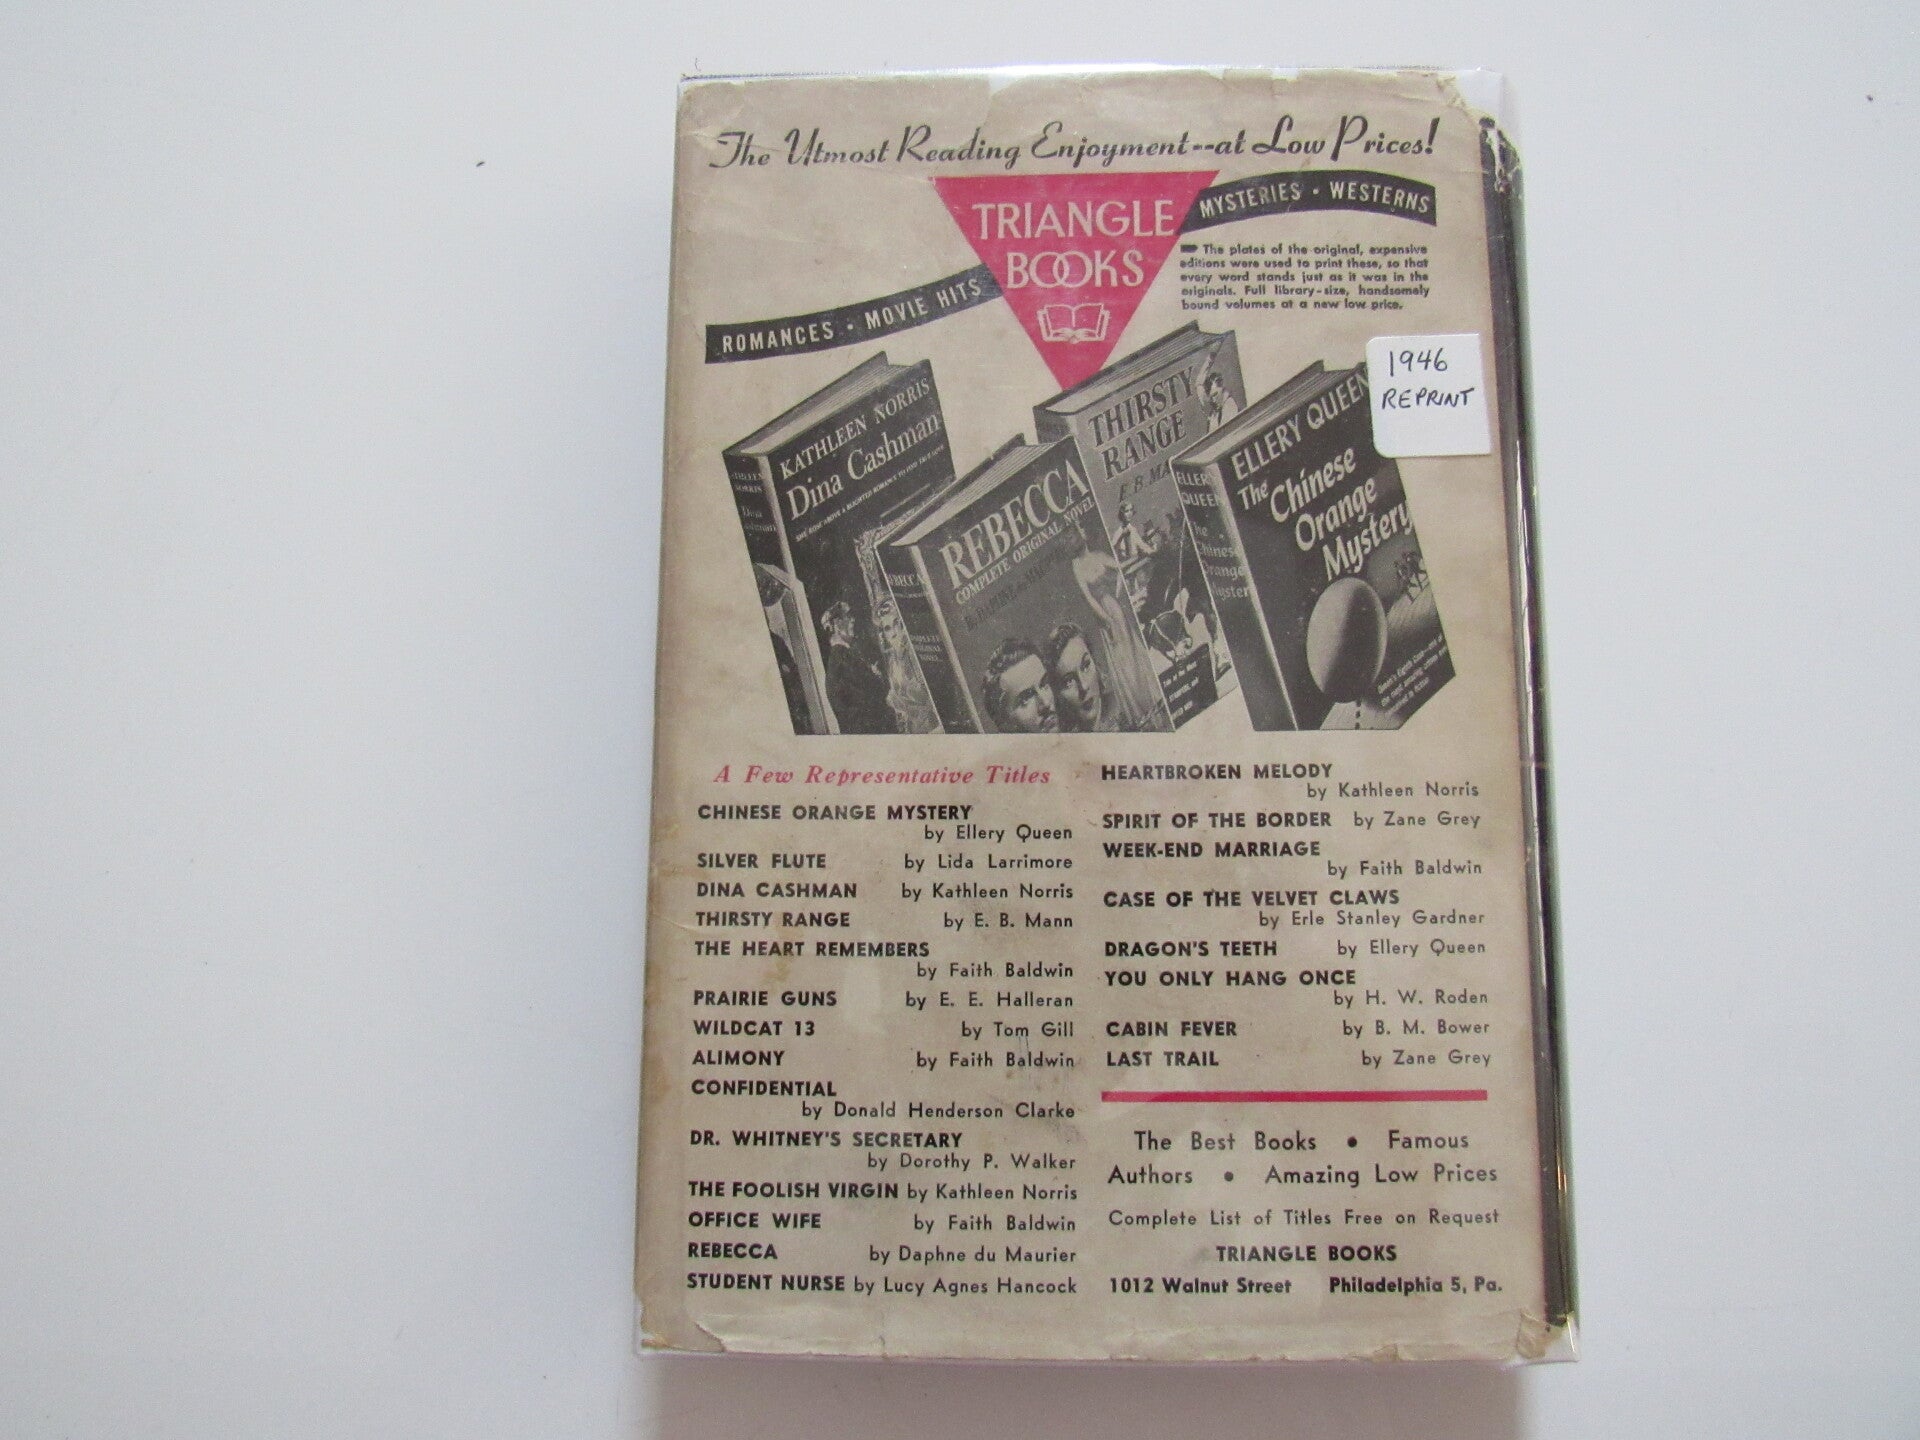 The Utmost Reading Enjoyment--at Low Prices!
TRIANGLE
BOOKS
MYSTERIES • WESTERNS
The plates of the original, expensive
editions were used to print these, so that
every word stands just as it was in the
originals. Full library-size, handsomely
bound volumes at a new low price.
ROMANCES • MOVIE HITS
1946
REPRINT
KATHLEEN NORRIS
Dina Cashman
REBECCA
COMPLETE ORIGINAL NOVEL
THIRSTY
RANGE
E. B. MA
ELLERY
QUEEN
ELLERY QUEEN
The Chinese
Orange
Mystery
A Few Representative Titles
CHINESE ORANGE MYSTERY
by Ellery Queen
SILVER FLUTE by Lida Larrimore
DINA CASHMAN by Kathleen Norris
THIRSTY RANGE by E. B. Mann
THE HEART REMEMBERS
by Faith Baldwin
PRAIRIE GUNS by E. E. Halleran
WILDCAT 13 by Tom Gill
ALIMONY by Faith Baldwin
CONFIDENTIAL
by Donald Henderson Clarke
DR. WHITNEY'S SECRETARY
by Dorothy P. Walker
THE FOOLISH VIRGIN by Kathleen Norris
OFFICE WIFE by Faith Baldwin
REBECCA by Daphne du Maurier
STUDENT NURSE by Lucy Agnes Hancock
HEARTBROKEN MELODY
by Kathleen Norris
SPIRIT OF THE BORDER by Zane Grey
WEEK-END MARRIAGE
by Faith Baldwin
CASE OF THE VELVET CLAWS
by Erle Stanley Gardner
DRAGON'S TEETH by Ellery Queen
YOU ONLY HANG ONCE
by H. W. Roden
CABIN FEVER by B. M. Bower
LAST TRAIL by Zane Grey
The Best Books • Famous
Authors • Amazing Low Prices
Complete List of Titles Free on Request
TRIANGLE BOOKS
1012 Walnut Street Philadelphia 5, Pa.